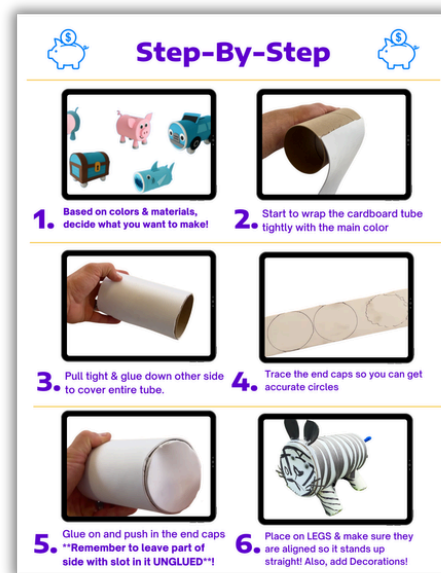 $
Step-By-Step
$
1.
Based on colors & materials,
decide what you want to make!
2.
Start to wrap the cardboard tube
tightly with the main color
3.
Pull tight & glue down other side
to cover entire tube.
4.
Trace the end caps so you can get
accurate circles
5.
Glue on and push in the end caps
**Remember to leave part of
side with slot in it UNGLUED**!
6.
Place on LEGS & make sure they
are aligned so it stands up
straight! Also, add Decorations!